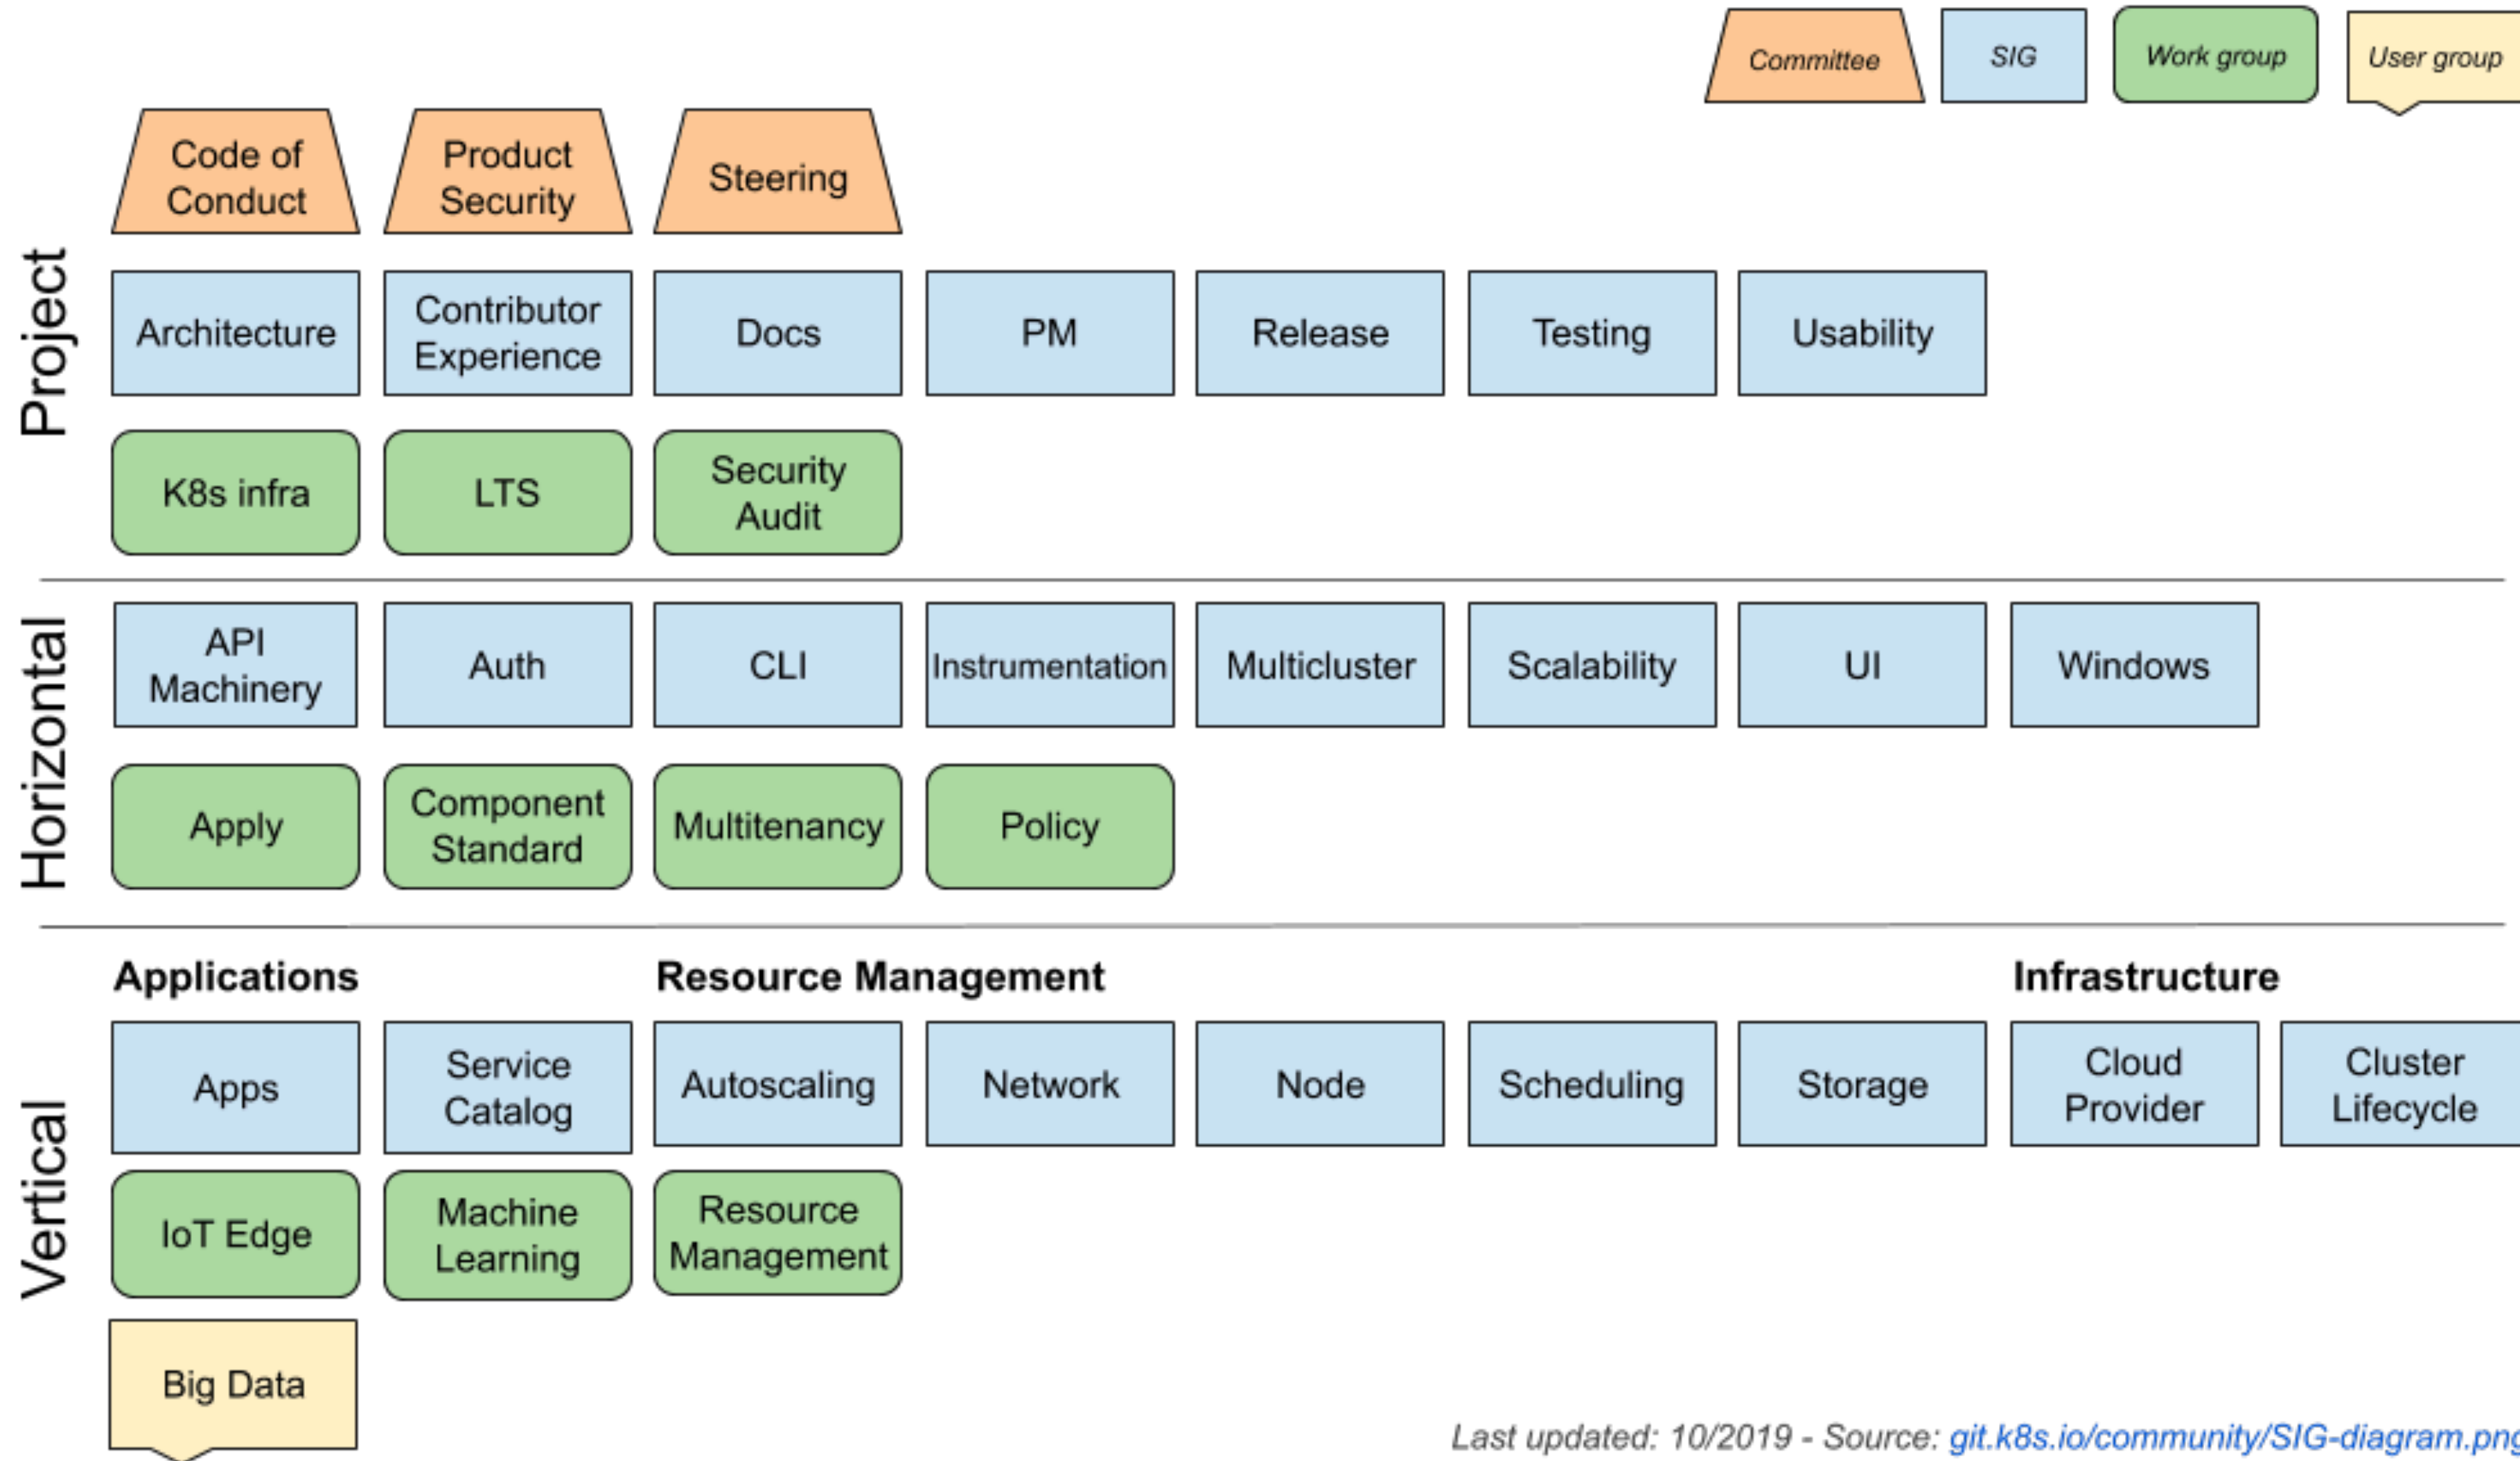 Committee
SIG
Work group
User group
Project
Code of
Conduct
Product
Security
Steering
Architecture
Contributor
Experience
Docs
PM
Release
Testing
Usability
K8s infra
LTS
Security
Audit
Horizontal
API
Machinery
Auth
CLI
Instrumentation
Multicluster
Scalability
UI
Windows
Apply
Component
Standard
Multitenancy
Policy
Vertical
Applications
Resource Management
Infrastructure
Apps
Service
Catalog
Autoscaling
Network
Node
Scheduling
Storage
Cloud
Provider
Cluster
Lifecycle
IoT Edge
Machine
Learning
Resource
Management
Big Data
Last updated: 10/2019 - Source: git.k8s.io/community/SIG-diagram.png